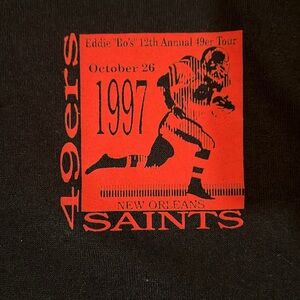 Eddie 'Bo's' 12th Annual 49er Tour
October 26
1997
49ers
NEW ORLEANS
SAINTS